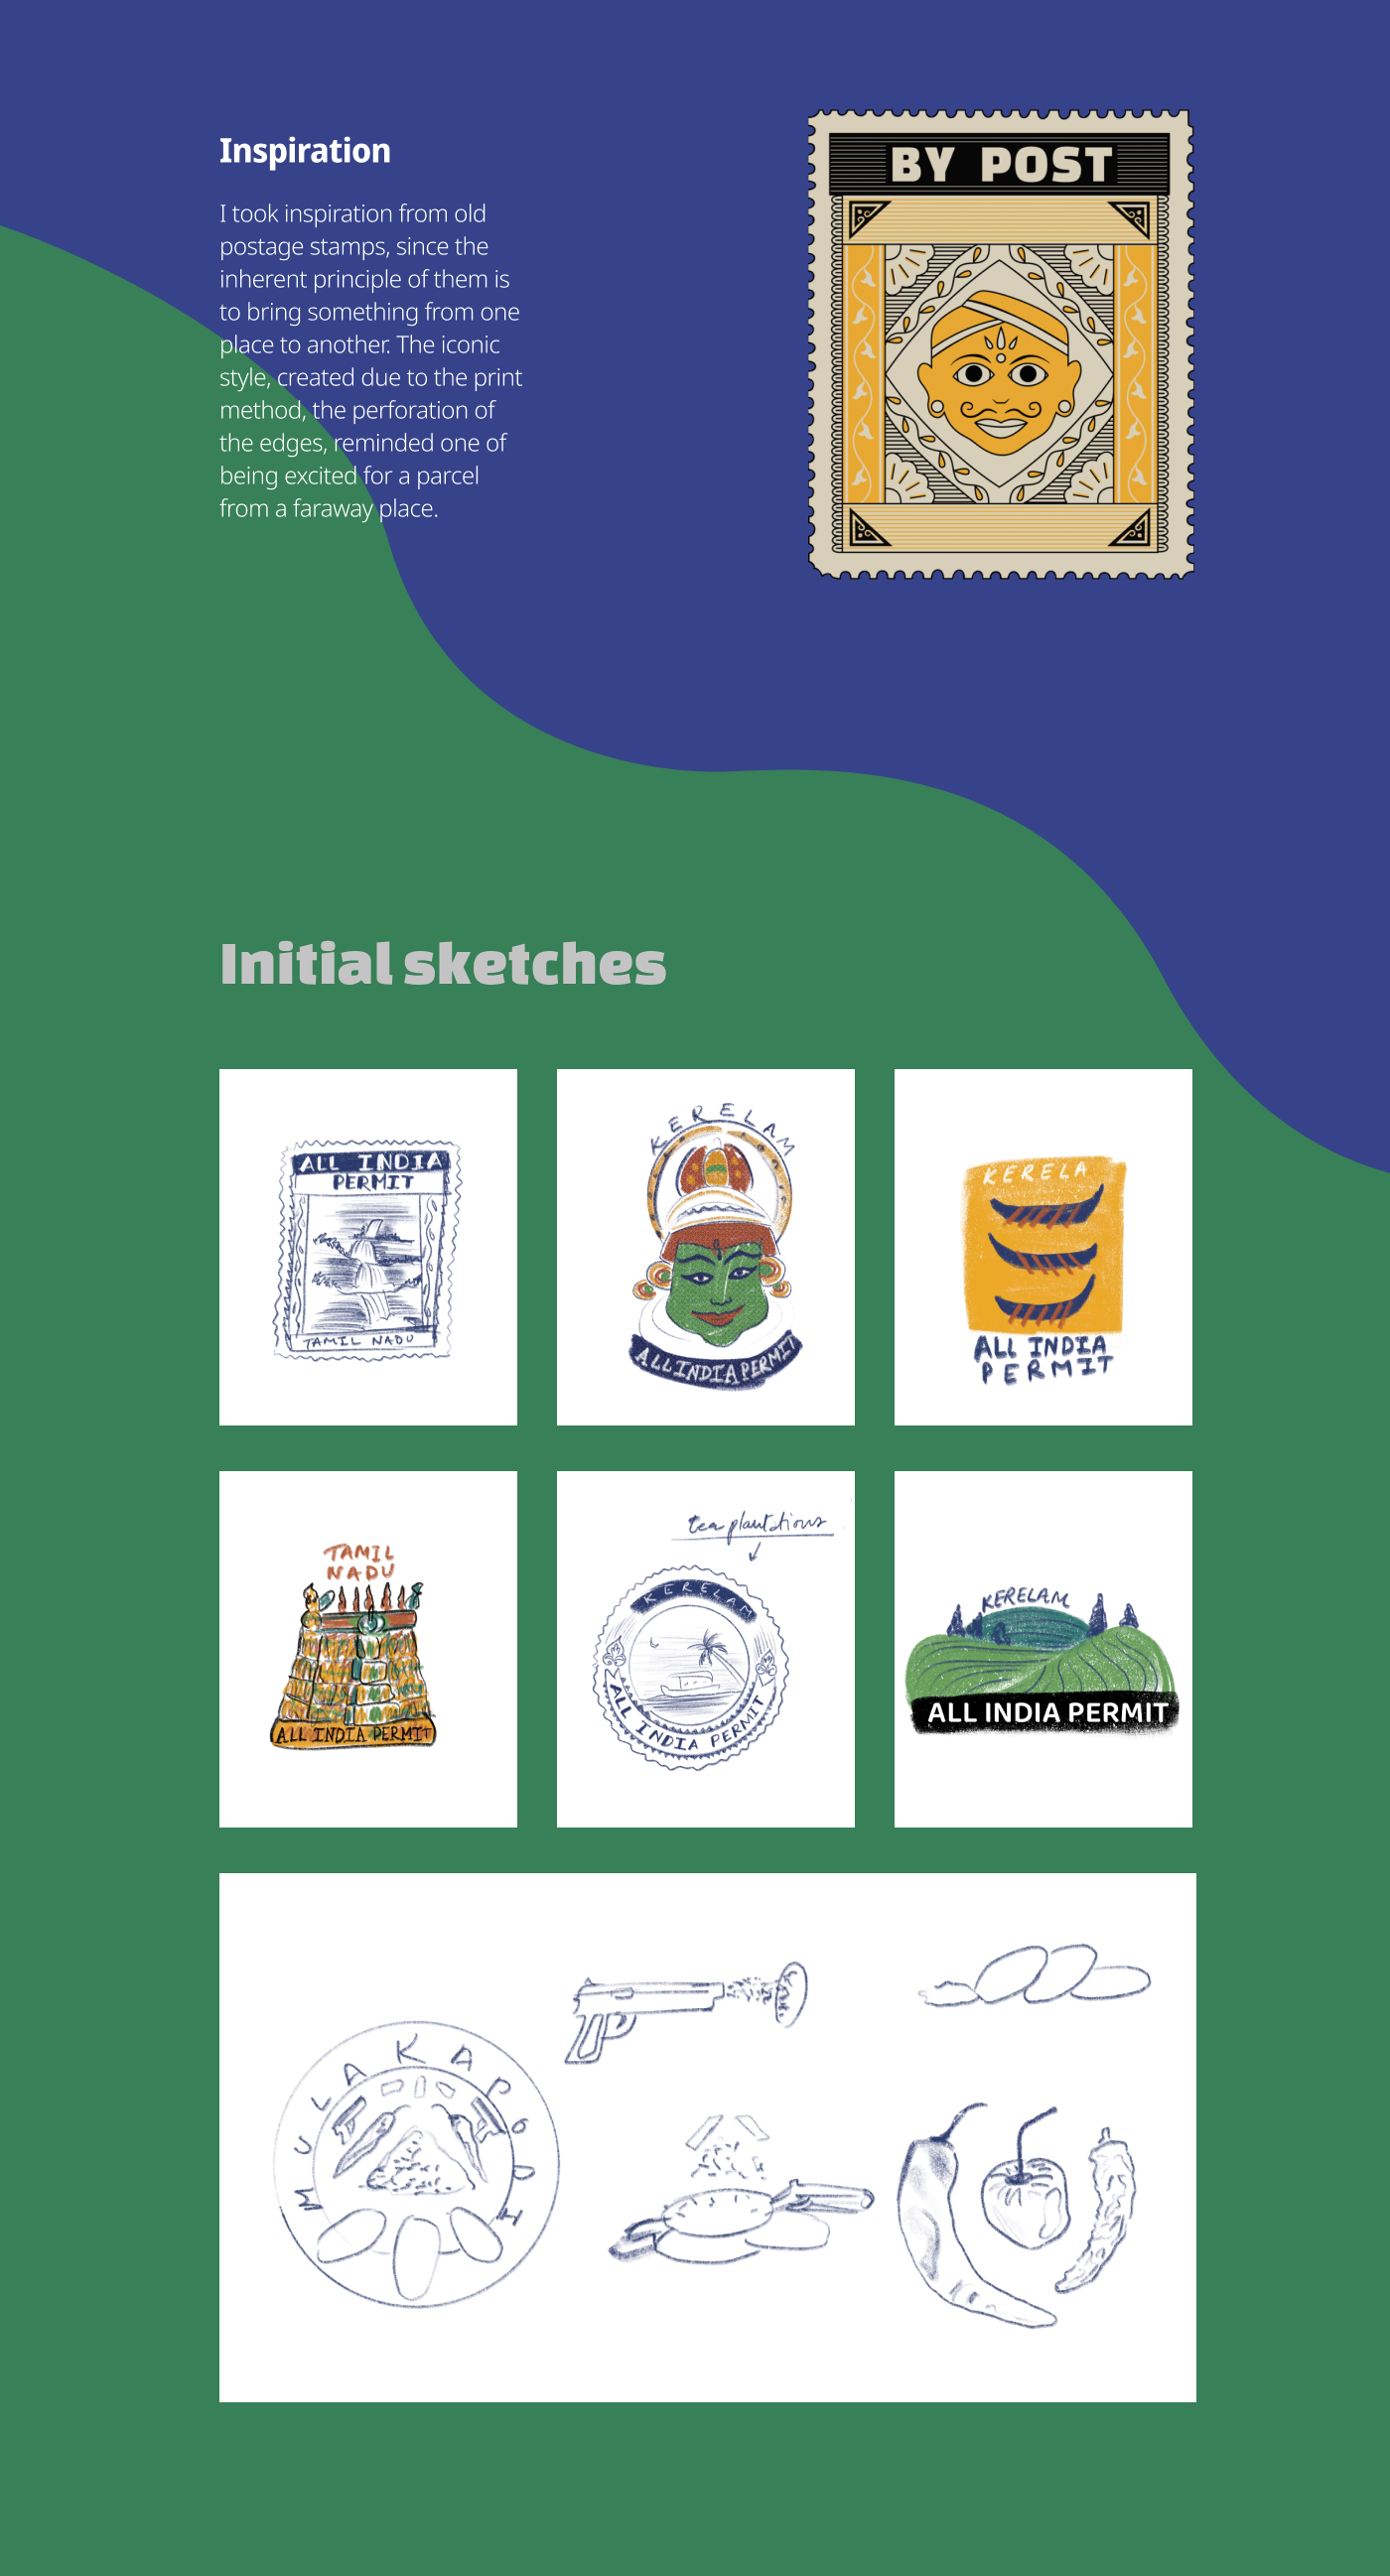 Inspiration
BY POST
I took inspiration from old
postage stamps, since the
inherent principle of them is
to bring something from one
place to another. The iconic
style, created due to the print
method, the perforation of
the edges, reminded one of
being excited for a parcel
from a faraway place.
Initial sketches
ALL INDIA
PERMIT
TAMIL NADU
KERELAM
ALL INDIA PERMIT
KERELA
ALL INDIA
PERMIT
TAMIL
NADU
ALL INDIA PERMIT
tea plantations
KERELAM
ALL INDIA PERMIT
KERELAM
ALL INDIA PERMIT
MULAKAPODI